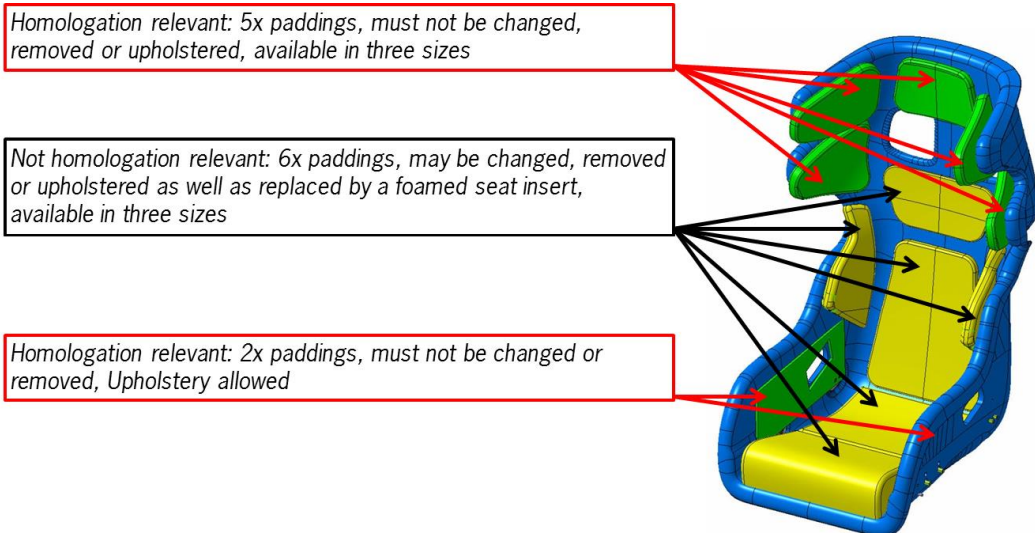 Homologation relevant: 5x paddings, must not be changed,
removed or upholstered, available in three sizes
Not homologation relevant: 6x paddings, may be changed, removed
or upholstered as well as replaced by a foamed seat insert,
available in three sizes
Homologation relevant: 2x paddings, must not be changed or
removed, Upholstery allowed